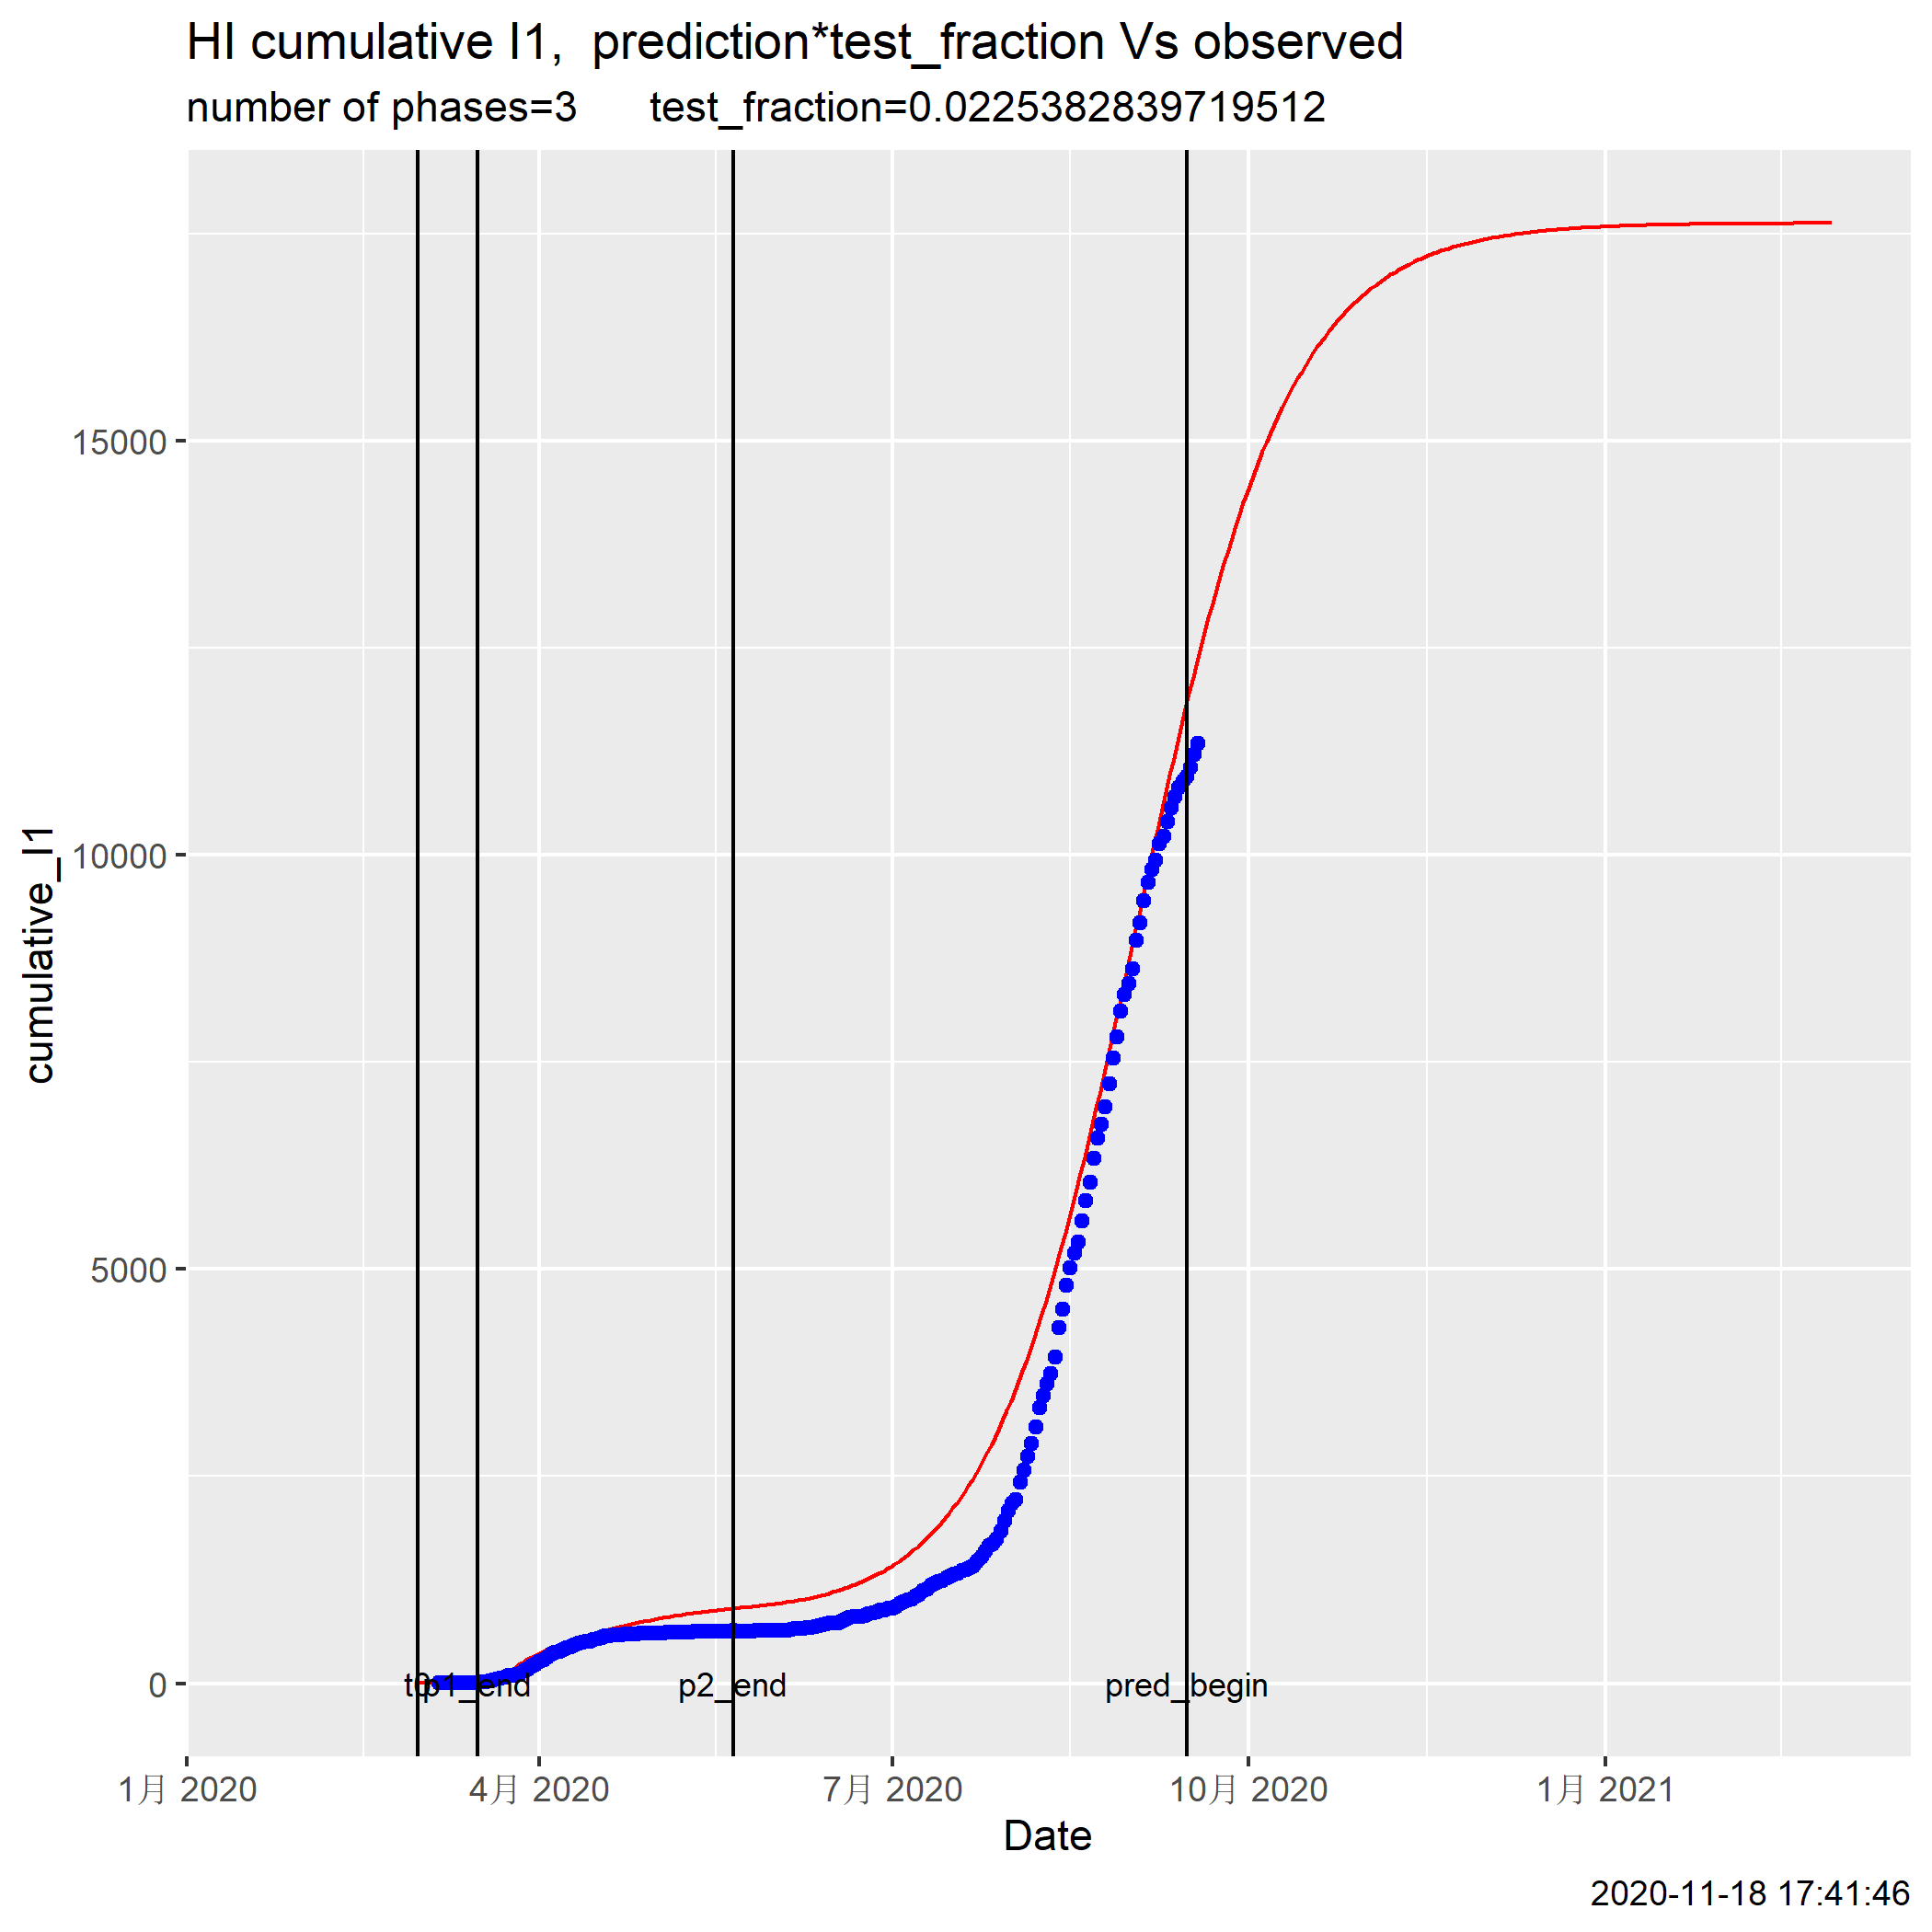 HI cumulative I1,  prediction*test_fraction Vs observed
number of phases=3      test_fraction=0.0225382839719512
cumulative_I1
15000
10000
5000
0
t0
p1_end
p2_end
pred_begin
1月 2020
4月 2020
7月 2020
10月 2020
1月 2021
Date
2020-11-18 17:41:46